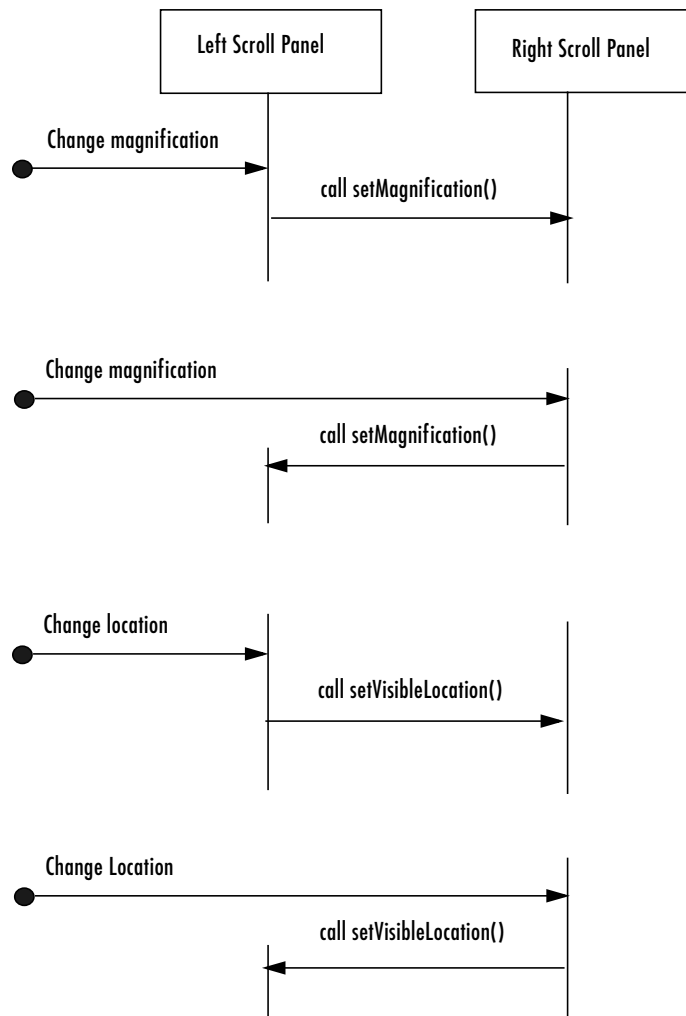 Left Scroll Panel
Right Scroll Panel
Change magnification
call setMagnification()
Change magnification
call setMagnification()
Change location
call setVisibleLocation()
Change Location
call setVisibleLocation()